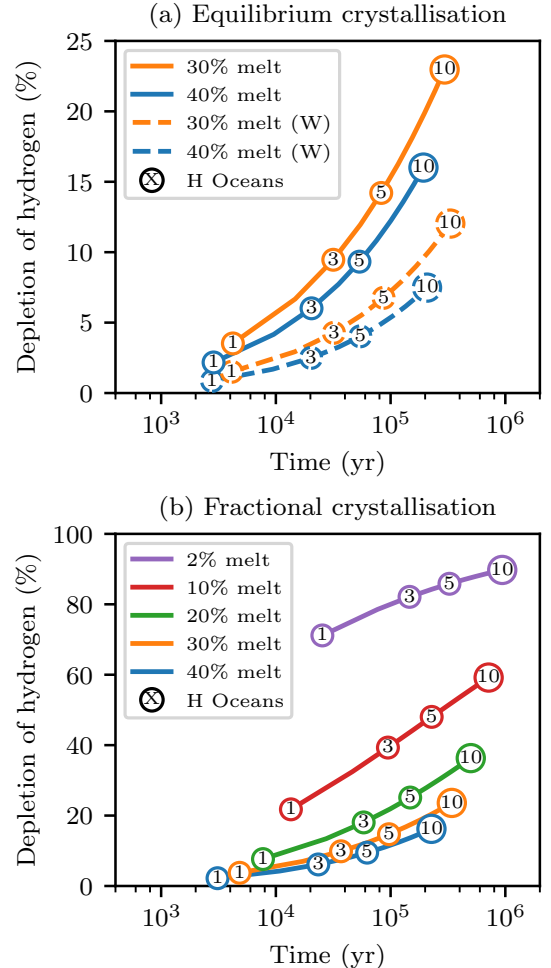 (a) Equilibrium crystallisation
Depletion of hydrogen (%)
25
20
15
10
5
0
30% melt
40% melt
30% melt (W)
40% melt (W)
X H Oceans
1 3 5 10
1 3 5 10
1 3 5 10
1 3 5 10
10³ 10⁴ 10⁵ 10⁶
Time (yr)
(b) Fractional crystallisation
Depletion of hydrogen (%)
100
80
60
40
20
0
2% melt
10% melt
20% melt
30% melt
40% melt
X H Oceans
1 3 5 10
1 3 5 10
1 3 5 10
1 3 5 10
1 3 5 10
10³ 10⁴ 10⁵ 10⁶
Time (yr)